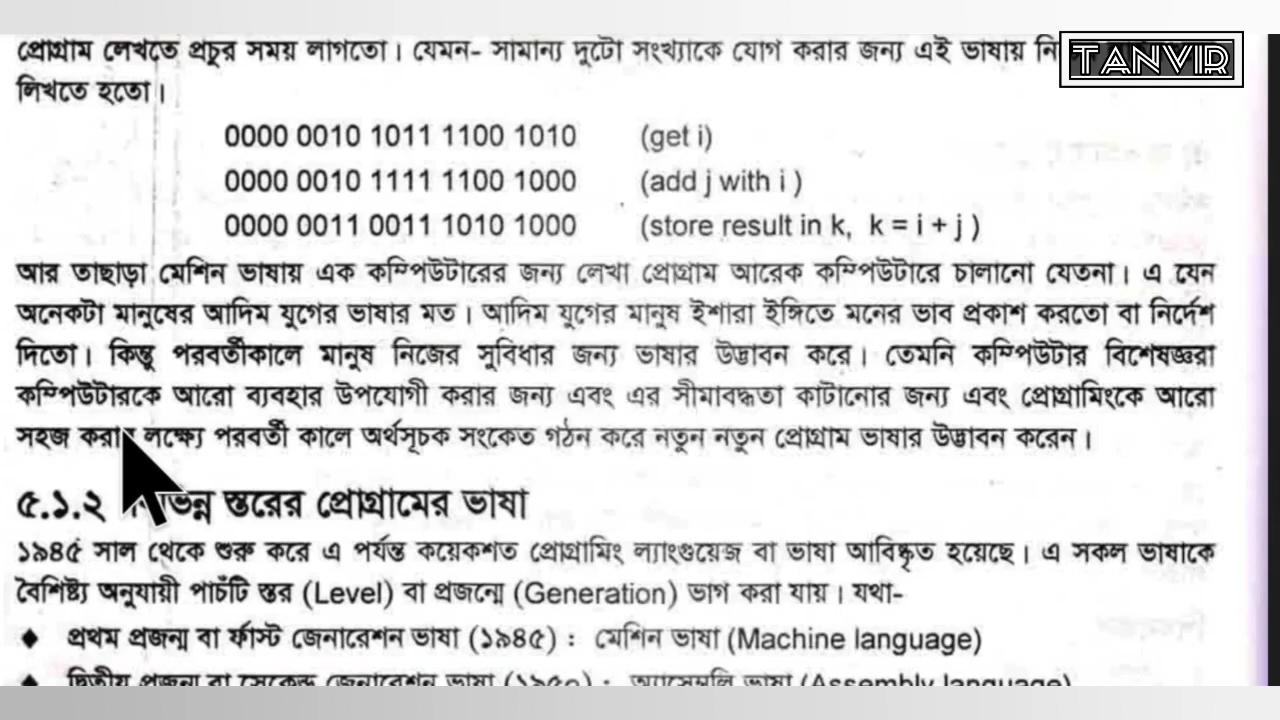 প্রোগ্রাম লেখতে প্রচুর সময় লাগতো। যেমন- সামান্য দুটো সংখ্যাকে যোগ করার জন্য এই ভাষায়
TANVIR
লিখতে হতো।
0000 0010 1011 1100 1010 (get i)
0000 0010 1111 1100 1000 (add j with i )
0000 0011 0011 1010 1000 (store result in k, k = i + j )
আর তাছাড়া মেশিন ভাষায় এক কম্পিউটারের জন্য লেখা প্রোগ্রাম আরেক কম্পিউটারে চালানো যেতনা। এ যেন
অনেকটা মানুষের আদিম যুগের ভাষার মত। আদিম যুগের মানুষ ইশারা ইঙ্গিতে মনের ভাব প্রকাশ করতো বা নির্দেশ
দিতো। কিন্তু পরবর্তীকালে মানুষ নিজের সুবিধার জন্য ভাষার উদ্ভাবন করে। তেমনি কম্পিউটার বিশেষজ্ঞরা
কম্পিউটারকে আরো ব্যবহার উপযোগী করার জন্য এবং এর সীমাবদ্ধতা কাটানোর জন্য এবং প্রোগ্রামিংকে আরো
সহজ করার লক্ষ্যে পরবর্তী কালে অর্থসূচক সংকেত গঠন করে নতুন নতুন প্রোগ্রাম ভাষার উদ্ভাবন করেন।
৫.১.২ স্তরের প্রোগ্রামের ভাষা
১৯৪৫ সাল থেকে শুরু করে এ পর্যন্ত কয়েকশত প্রোগ্রামিং ল্যাংগুয়েজ বা ভাষা আবিষ্কৃত হয়েছে। এ সকল ভাষাকে
বৈশিষ্ট্য অনুযায়ী পাচঁটি স্তর (Level) বা প্রজন্মে (Generation) ভাগ করা যায়। যথা-
◆ প্রথম প্রজন্ম বা র্ফাস্ট জেনারেশন ভাষা (১৯৪৫) : মেশিন ভাষা (Machine language)
◆ দ্বিতীয় প্রজন্ম বা সেকেন্ড জেনারেশন ভাষা (১৯৫০) : অ্যাসেম্বলি ভাষা (Assembly language)